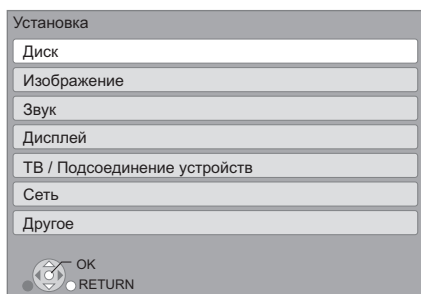 Установка
Диск
Изображение
Звук
Дисплей
ТВ / Подсоединение устройств
Сеть
Другое
OK
RETURN